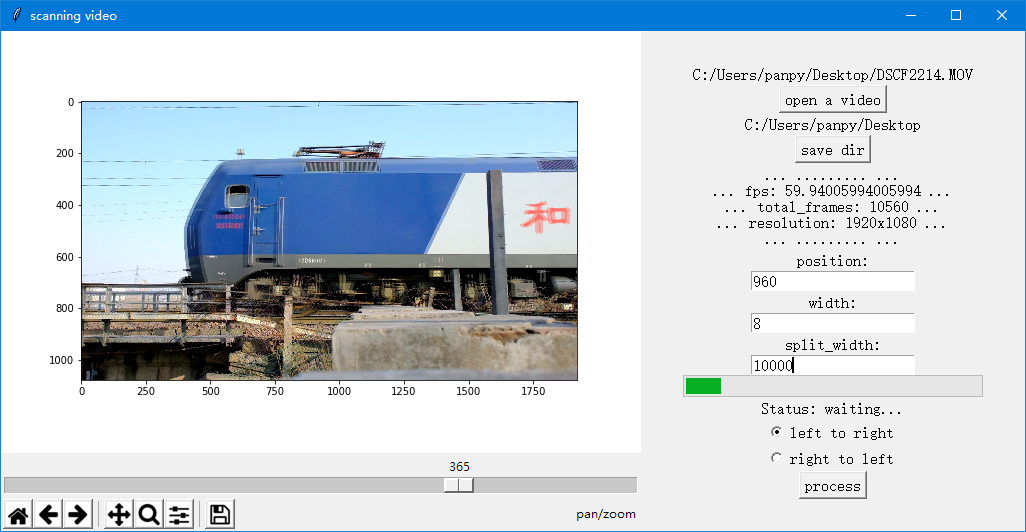 scanning video
C:/Users/panpy/Desktop/DSCF2214.MOV
open a video
C:/Users/panpy/Desktop
save dir
... ......... ...
... fps: 59.94005994005994 ...
... total_frames: 10560 ...
... resolution: 1920x1080 ...
... ......... ...
position:
960
width:
8
split_width:
10000
Status: waiting...
left to right
right to left
process
0
200
400
600
800
1000
0
250
500
750
1000
1250
1500
1750
和
365
pan/zoom